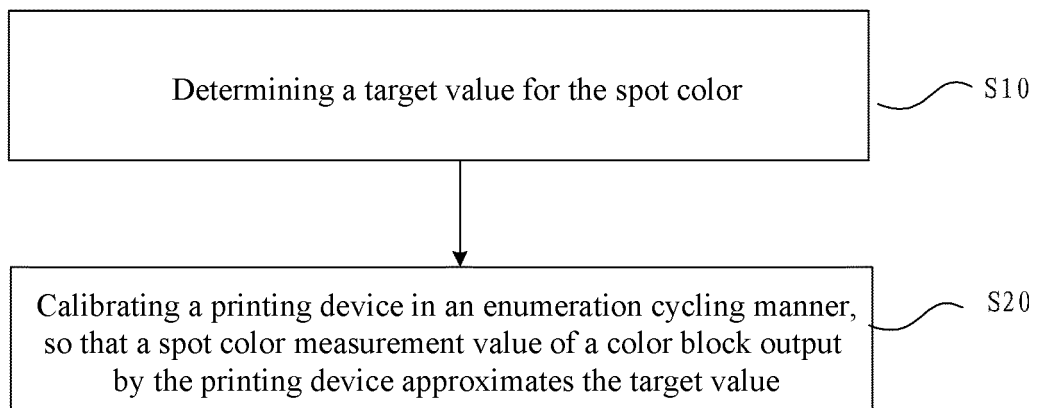 Determining a target value for the spot color
S10
Calibrating a printing device in an enumeration cycling manner,
so that a spot color measurement value of a color block output
by the printing device approximates the target value
S20